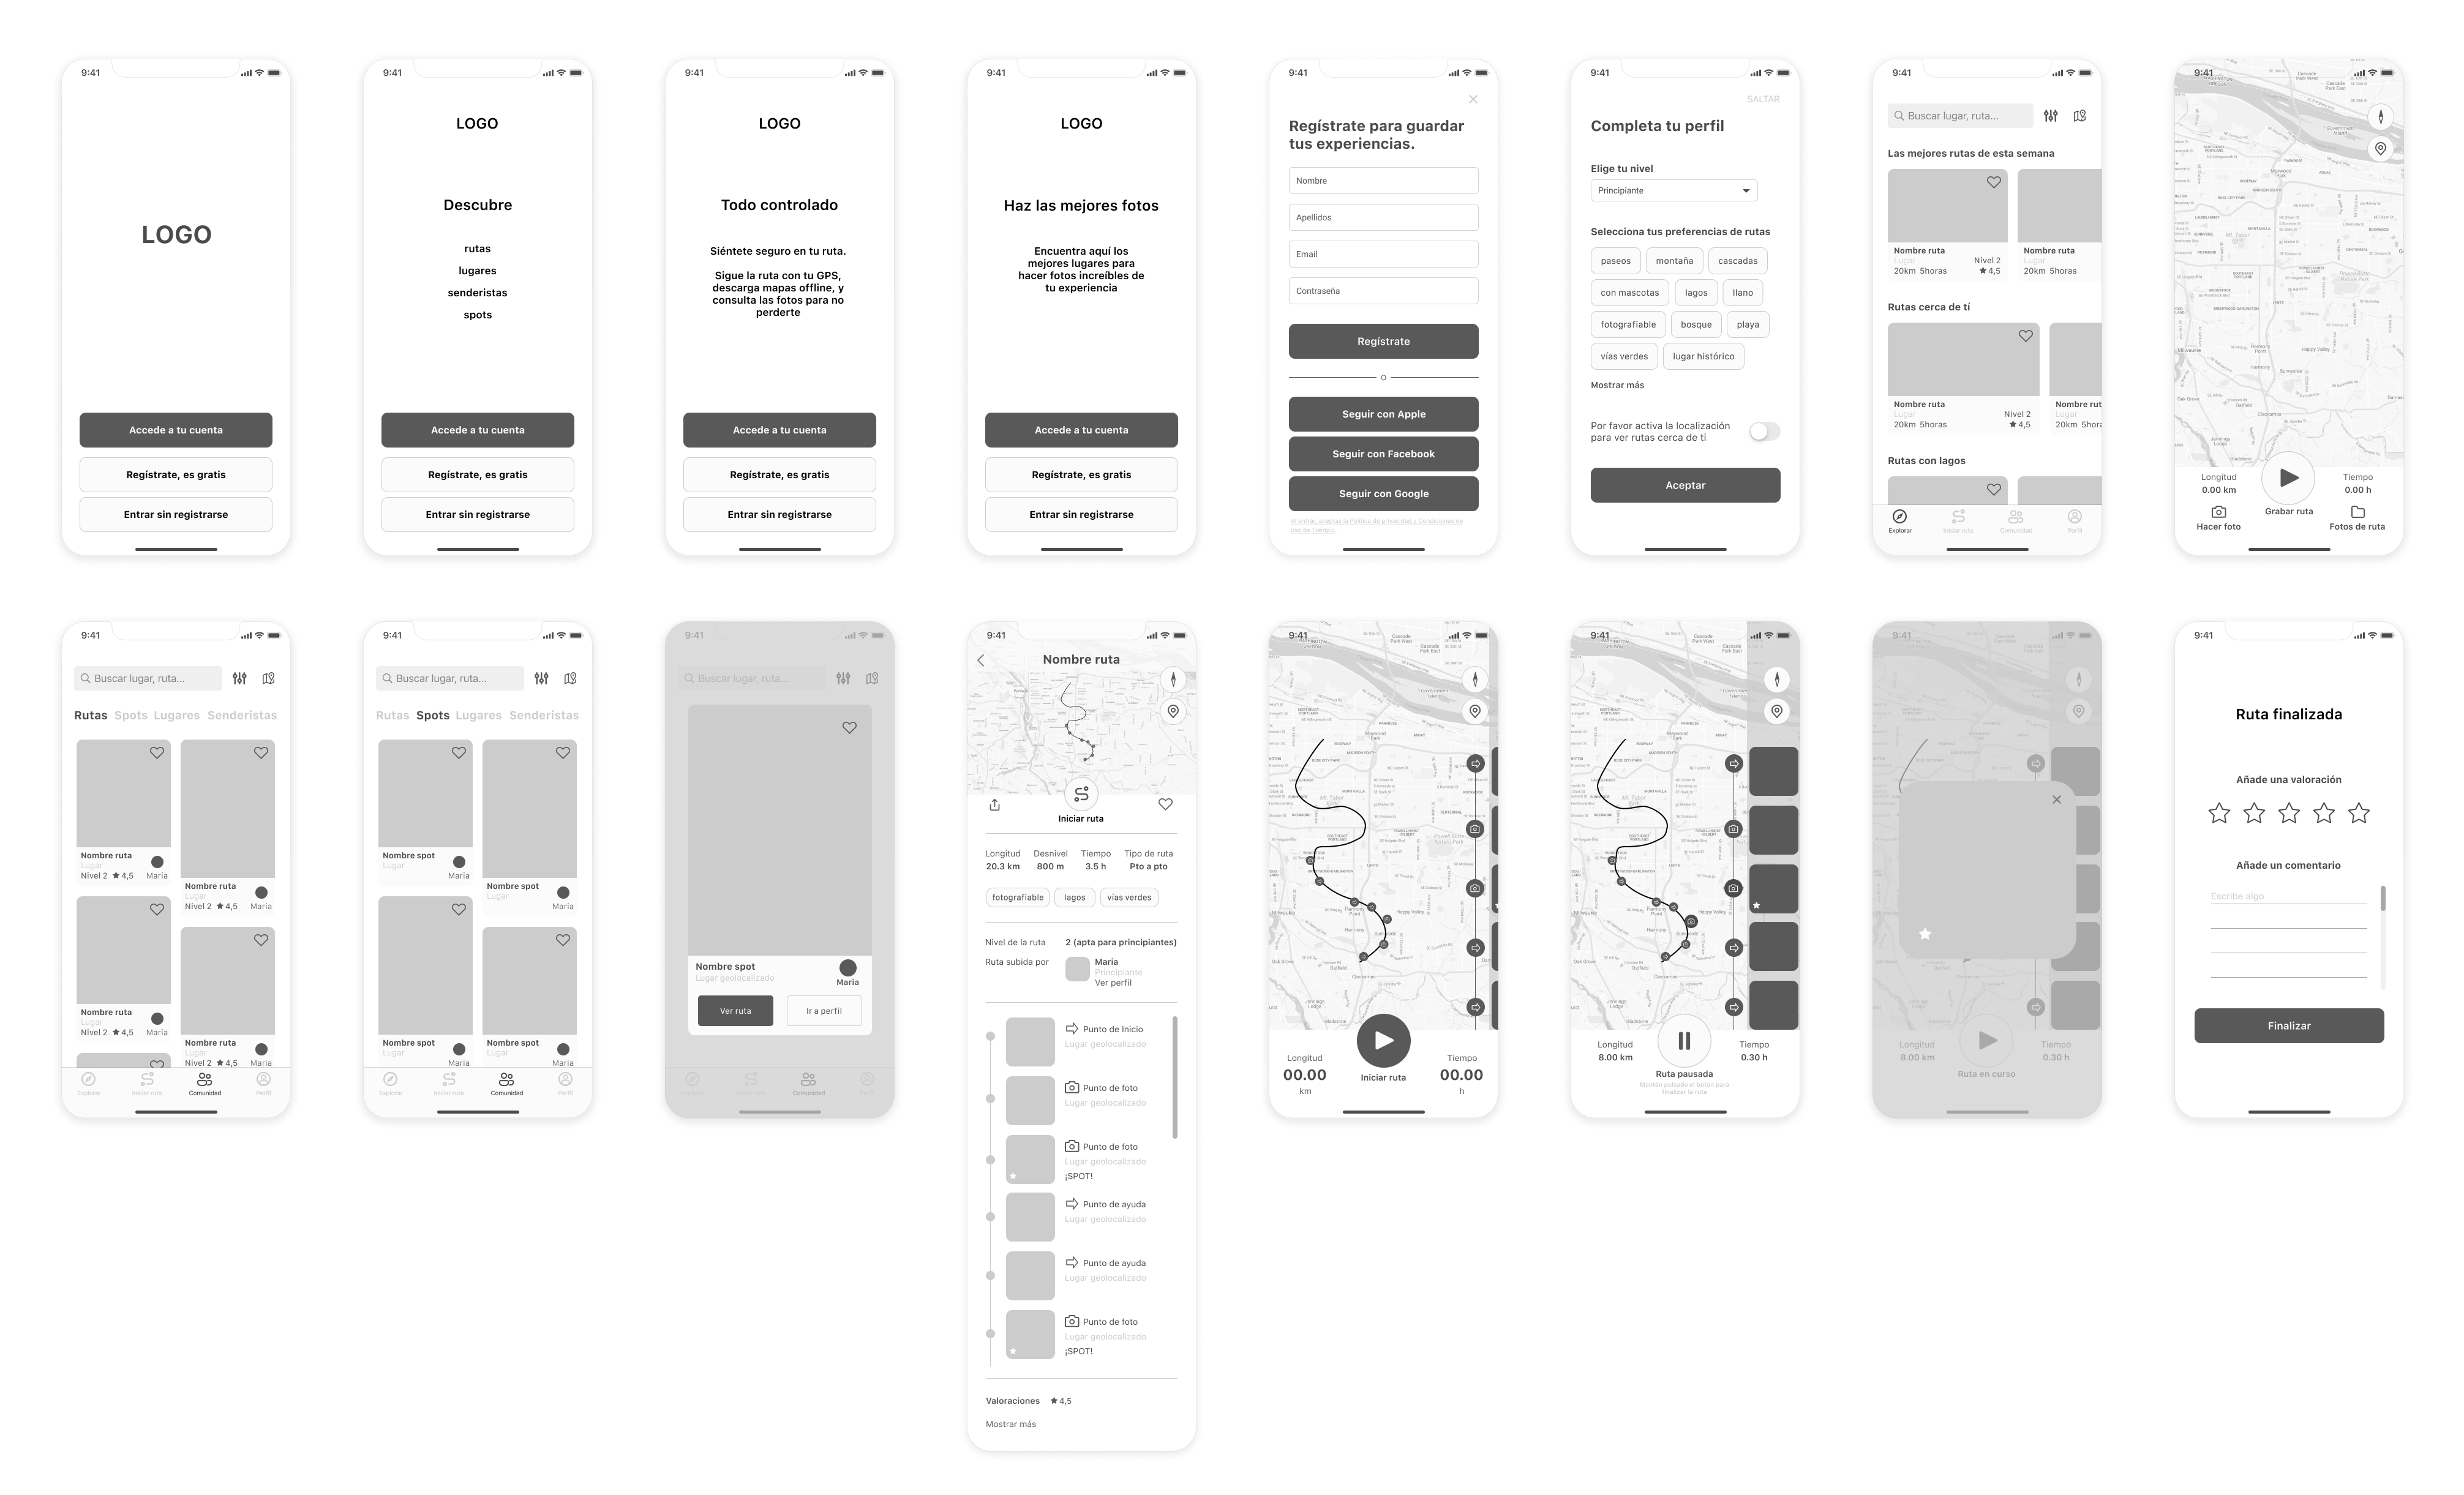 9:41
LOGO
Accede a tu cuenta
Regístrate, es gratis
Entrar sin registrarse
9:41
LOGO
Descubre
rutas
lugares
senderistas
spots
Accede a tu cuenta
Regístrate, es gratis
Entrar sin registrarse
9:41
LOGO
Todo controlado
Siéntete seguro en tu ruta.
Sigue la ruta con tu GPS,
descarga mapas offline, y
consulta las fotos para no
perderte
Accede a tu cuenta
Regístrate, es gratis
Entrar sin registrarse
9:41
LOGO
Haz las mejores fotos
Encuentra aquí los
mejores lugares para
hacer fotos increíbles de
tu experiencia
Accede a tu cuenta
Regístrate, es gratis
Entrar sin registrarse
9:41
Regístrate para guardar
tus experiencias.
Nombre
Apellidos
Email
Contraseña
Regístrate
O
Seguir con Apple
Seguir con Facebook
Seguir con Google
Al entrar, aceptas la Política de privacidad y Condiciones de
uso de Tiempo.
9:41
SALTAR
Completa tu perfil
Elige tu nivel
Principiante
Selecciona tus preferencias de rutas
paseos montaña cascadas
con mascotas lagos llano
fotografiable bosque playa
vías verdes lugar histórico
Mostrar más
Por favor activa la localización
para ver rutas cerca de ti
Aceptar
9:41
Buscar lugar, ruta...
Las mejores rutas de esta semana
Nombre ruta Nombre ruta
Lugar Nivel 2 Lugar
20km 5horas 4,5 20km 5horas
Rutas cerca de tí
Nombre ruta Nombre rut
Lugar Nivel 2 Lugar
20km 5horas 4,5 20km 5hora
Rutas con lagos
Explorar Iniciar ruta Comunidad Perfil
9:41
Longitud Tiempo
0.00 km 0.00 h
Grabar ruta
Hacer foto Fotos de ruta
9:41
Buscar lugar, ruta...
Rutas Spots Lugares Senderistas
Nombre ruta
Lugar
Nivel 2 4,5 Maria
Nombre ruta
Lugar
Nivel 2 4,5 Maria
Nombre ruta
Lugar
Nivel 2 4,5 Maria
Nombre ruta
Lugar
Nivel 2 4,5 Maria
Explorar Iniciar ruta Comunidad Perfil
9:41
Buscar lugar, ruta...
Rutas Spots Lugares Senderistas
Nombre spot
Lugar
Maria
Nombre spot
Lugar
Maria
Nombre spot
Lugar
Maria
Nombre spot
Lugar
Maria
Explorar Iniciar ruta Comunidad Perfil
9:41
Buscar lugar, ruta...
Nombre spot
Lugar geolocalizado
Maria
Ver ruta Ir a perfil
Explorar Iniciar ruta Comunidad Perfil
9:41
Nombre ruta
Iniciar ruta
Longitud Desnivel Tiempo Tipo de ruta
20.3 km 800 m 3.5 h Pto a pto
fotografiable lagos vías verdes
Nivel de la ruta 2 (apta para principiantes)
Ruta subida por Maria
Principiante
Ver perfil
Punto de Inicio
Lugar geolocalizado
Punto de foto
Lugar geolocalizado
Punto de foto
Lugar geolocalizado
¡SPOT!
Punto de ayuda
Lugar geolocalizado
Punto de ayuda
Lugar geolocalizado
Punto de foto
Lugar geolocalizado
¡SPOT!
Valoraciones 4,5
Mostrar más
9:41
Longitud Tiempo
00.00 00.00
km h
Iniciar ruta
9:41
Longitud Tiempo
8.00 km 0.30 h
Ruta pausada
Mantén pulsado el botón para
finalizar la ruta
9:41
Longitud Tiempo
8.00 km 0.30 h
Ruta en curso
9:41
Ruta finalizada
Añade una valoración
Añade un comentario
Escribe algo
Finalizar